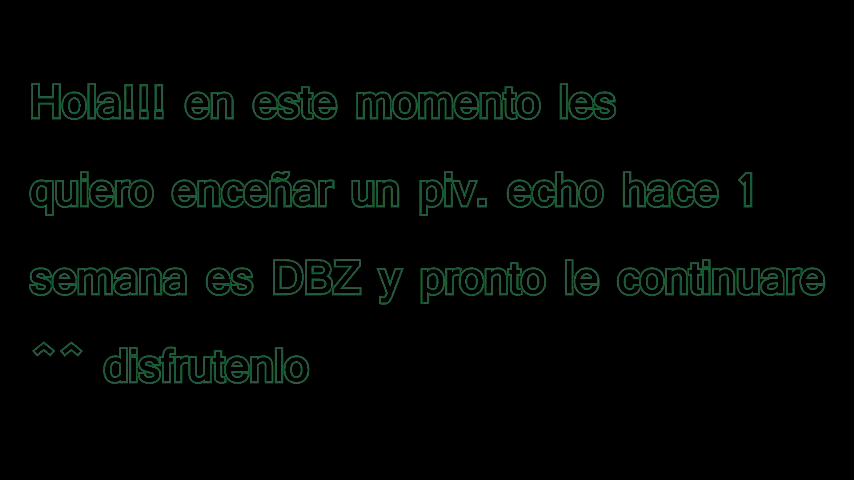 Hola!!! en este momento les
quiero enceñar un piv. echo hace 1
semana es DBZ y pronto le continuare
^^ disfrutenlo